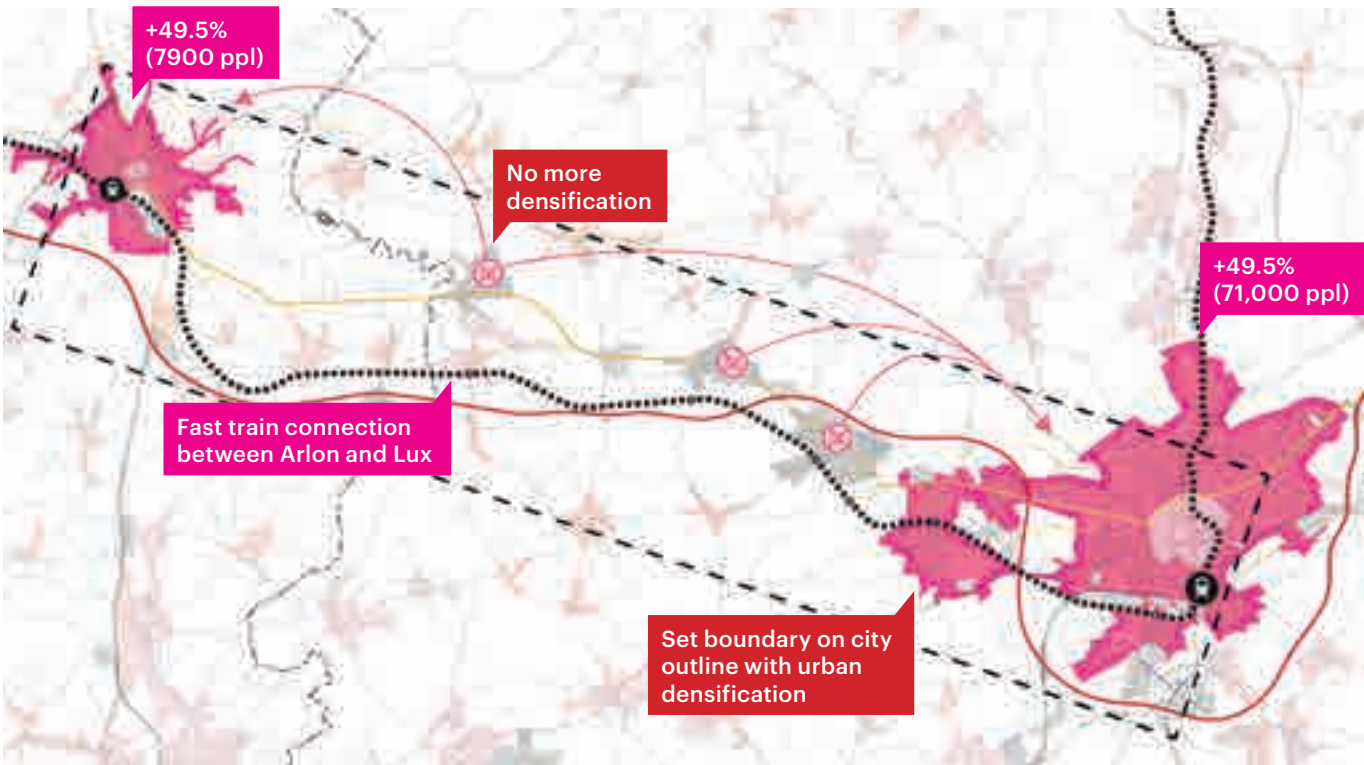 +49.5%
(7900 ppl)
No more
densification
+49.5%
(71,000 ppl)
Fast train connection
between Arlon and Lux
Set boundary on city
outline with urban
densification